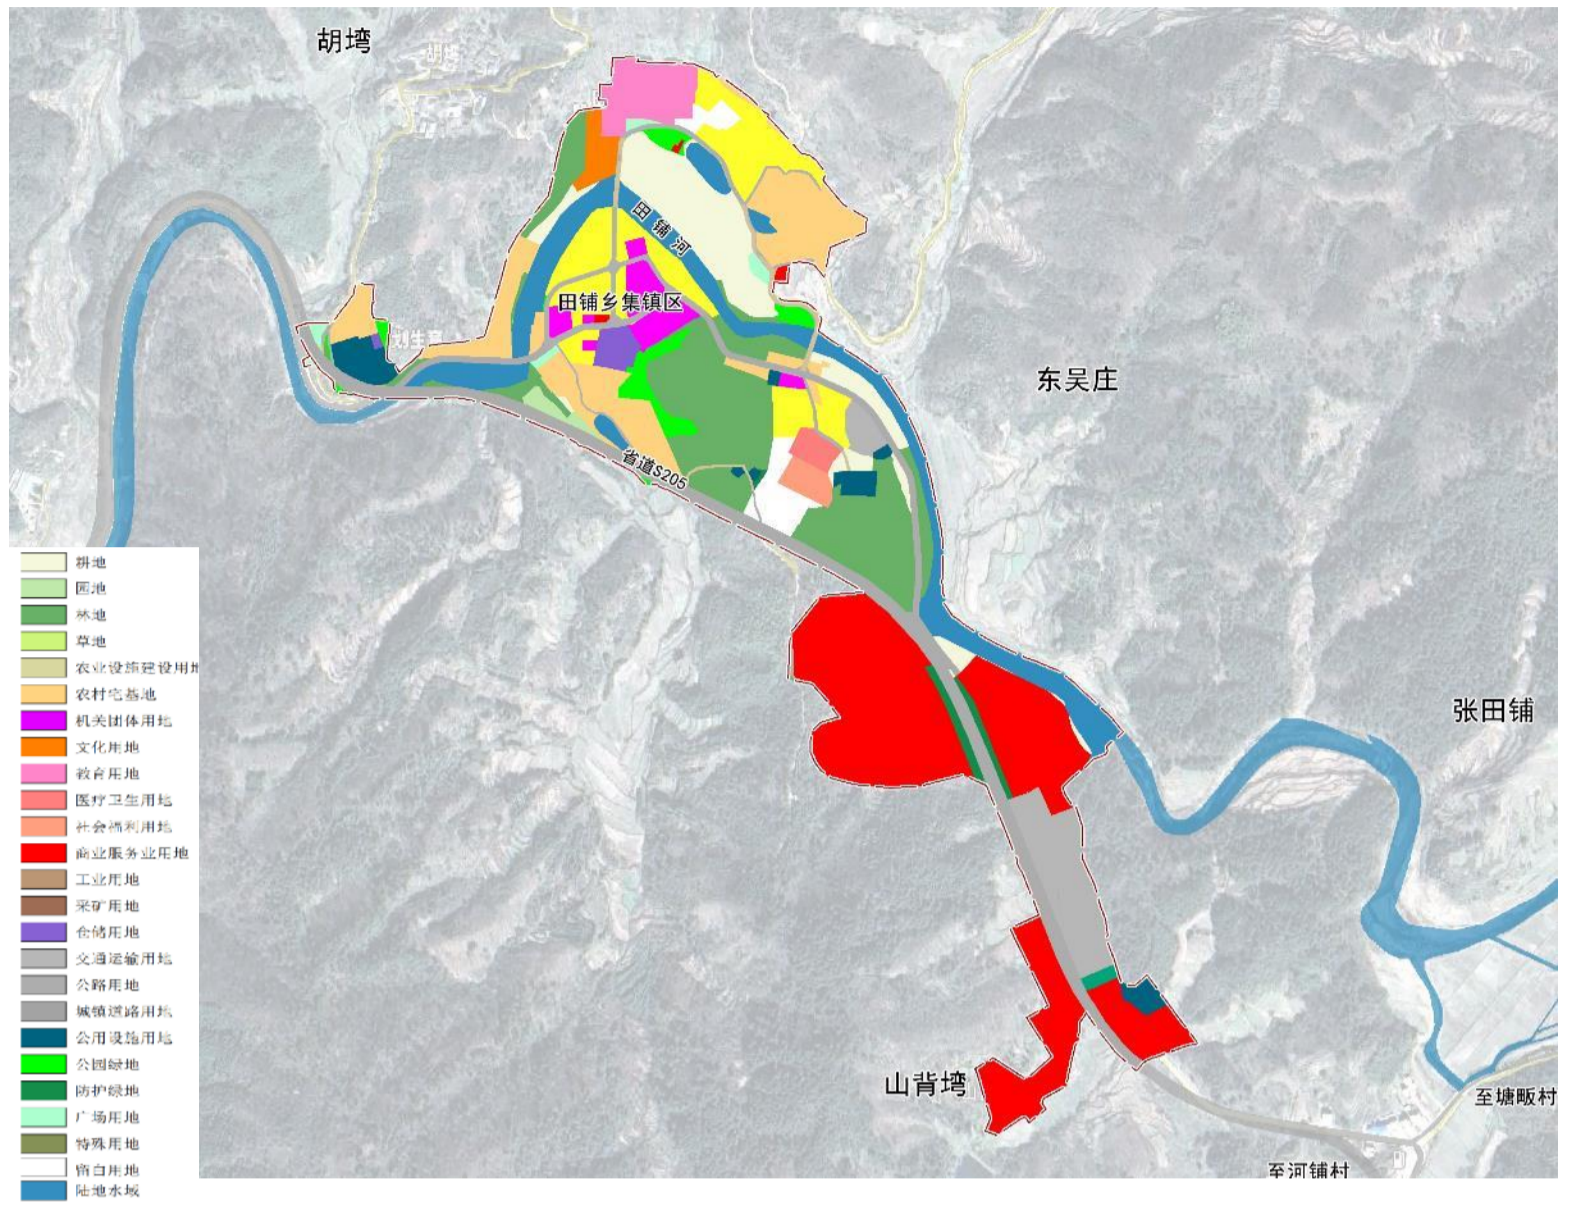 胡埫
胡埫
田铺河
田铺乡集镇区
划生育
东吴庄
省道S205
张田铺
山背埫
至塘畈村
至河铺村
耕地
园地
林地
草地
农业设施建设用地
农村宅基地
机关团体用地
文化用地
教育用地
医疗卫生用地
社会福利用地
商业服务业用地
工业用地
采矿用地
仓储用地
交通运输用地
公路用地
城镇道路用地
公用设施用地
公园绿地
防护绿地
广场用地
特殊用地
留白用地
陆地水域